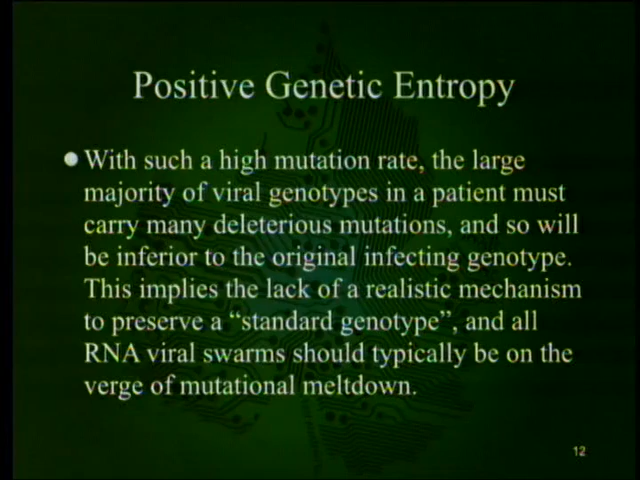 Positive Genetic Entropy
With such a high mutation rate, the large
majority of viral genotypes in a patient must
carry many deleterious mutations, and so will
be inferior to the original infecting genotype.
This implies the lack of a realistic mechanism
to preserve a “standard genotype”, and all
RNA viral swarms should typically be on the
verge of mutational meltdown.
12